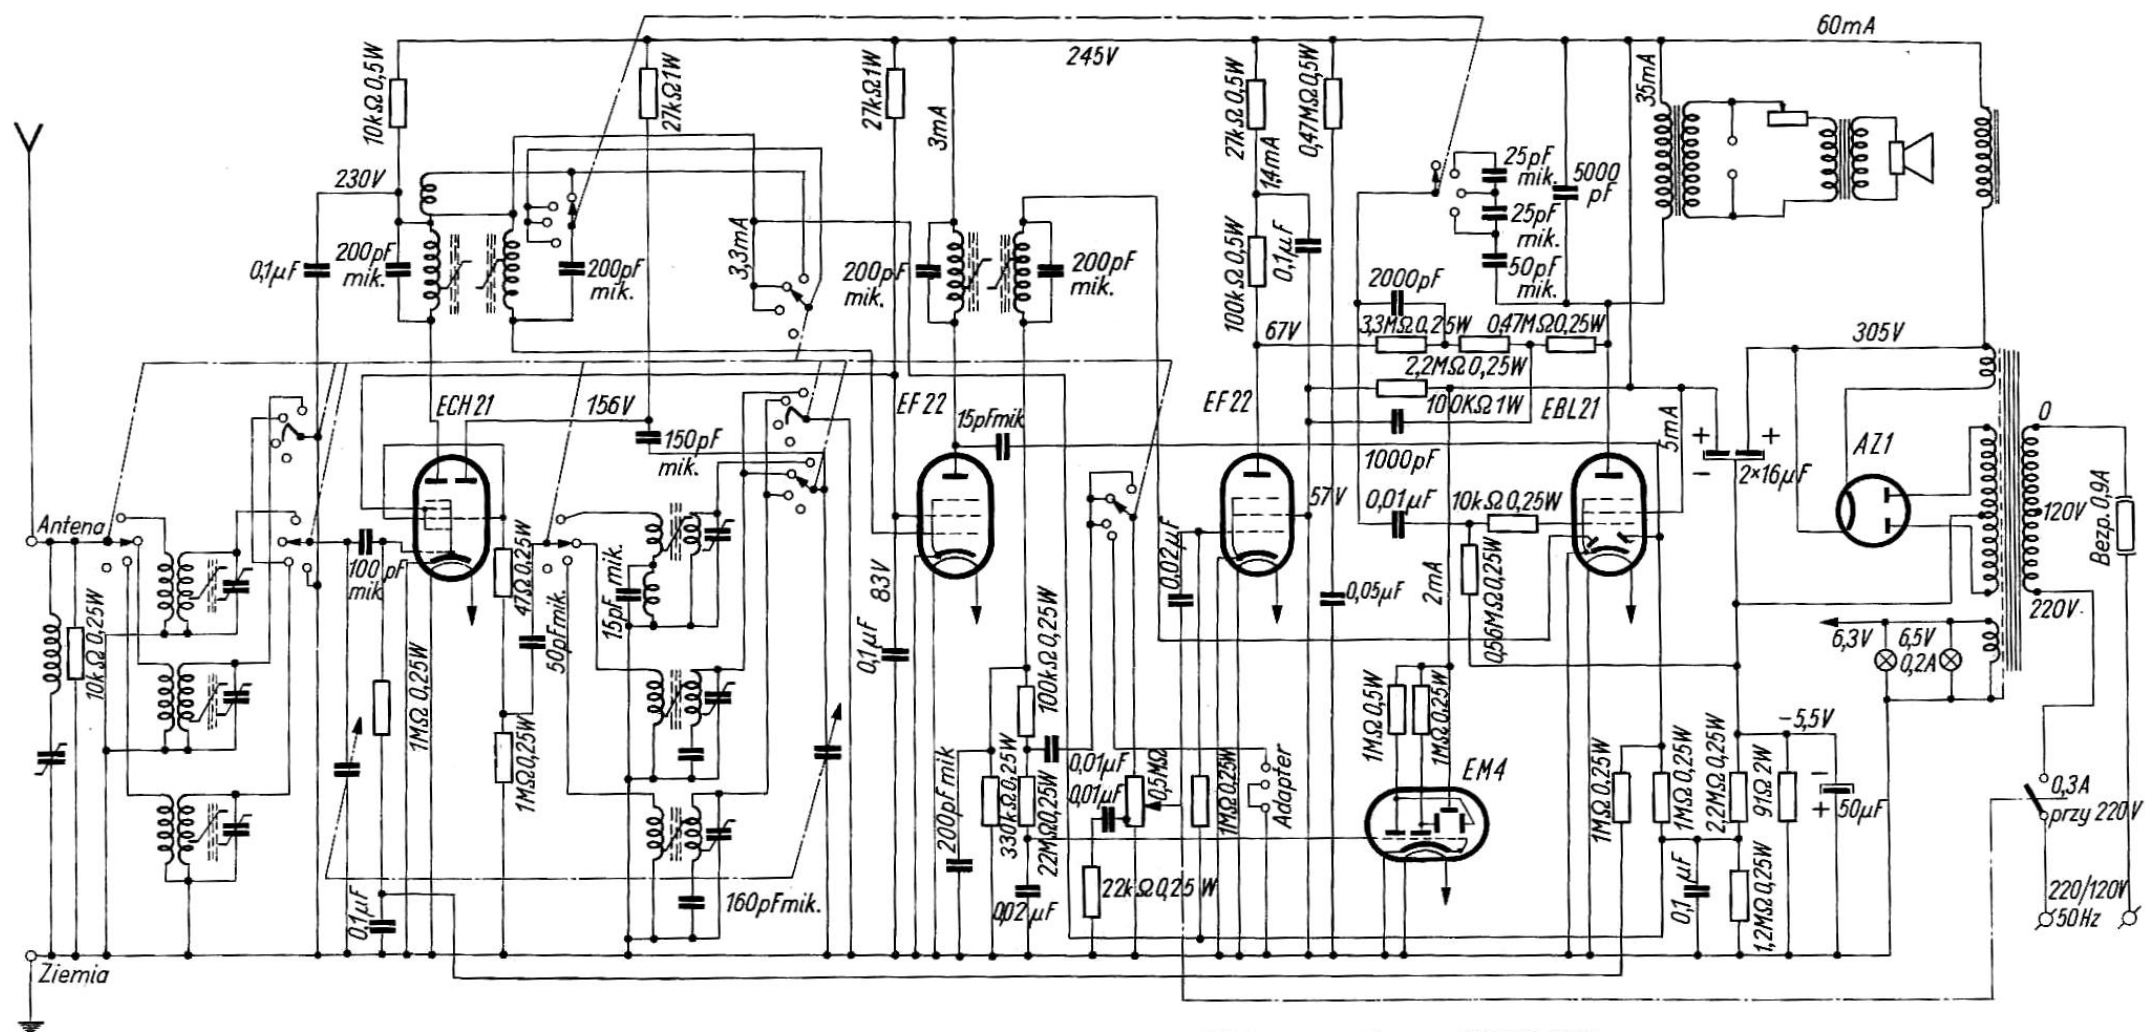 60mA
245V
10kΩ 0,5W
27kΩ 1W
27kΩ 1W
3mA
27kΩ 0,5W
0,47MΩ 0,5W
35mA
1,4mA
25pF
mik.
5000
pF
25pF
mik.
50pF
mik.
230V
0,1μF
200pF
mik.
200pF
mik.
3,3mA
200pF
mik.
200pF
mik.
100kΩ 0,5W
0,1μF
2000pF
67V
3,3MΩ 0,25W
0,47MΩ 0,25W
2,2MΩ 0,25W
305V
ECH21
156V
EF22
15pF mik
EF22
100KΩ 1W
EBL21
5mA
0
AZ1
150pF
mik.
1000pF
+
-
+
2×16μF
57V
0,01μF
10kΩ 0,25W
120V
Bezp. 0,9A
Antena
100pF
mik
47Ω 0,25W
50pF mik.
15pF mik.
83V
0,1μF
0,02μF
0,05μF
2mA
0,56MΩ 0,25W
220V
6,3V
6,5V
0,2A
10kΩ 0,25W
1MΩ 0,25W
1MΩ 0,25W
100kΩ 0,25W
1MΩ 0,5W
1MΩ 0,25W
-5,5V
200pF mik
330kΩ 0,25W
22MΩ 0,25W
0,01μF
0,01μF
0,5MΩ
1MΩ 0,25W
Adapter
EM4
1MΩ 0,25W
1MΩ 0,25W
2,2MΩ 0,25W
91Ω 2W
-
+
50μF
0,3A
przy 220V
0,1μF
160pF mik.
0,02μF
22kΩ 0,25W
0,1μF
1,2MΩ 0,25W
220/120V
50Hz
Ziemia